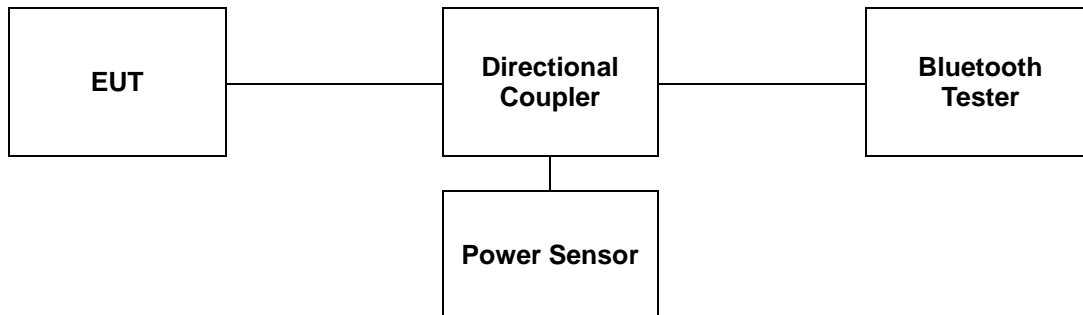 EUT
Directional
Coupler
Bluetooth
Tester
Power Sensor